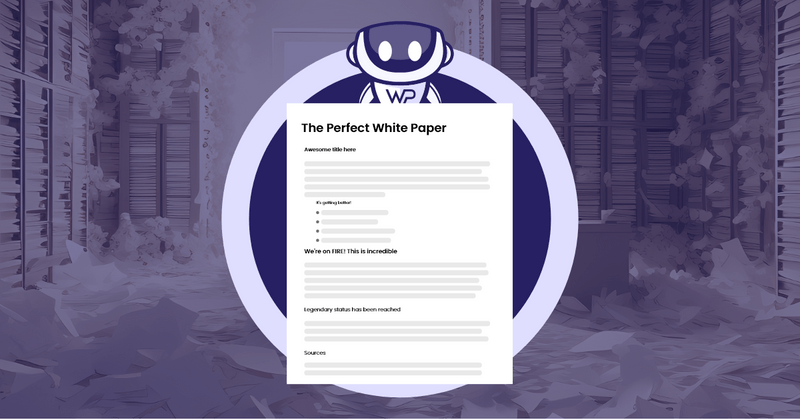 WP
The Perfect White Paper
Awesome title here
It's getting better!
We're on FIRE! This is incredible
Legendary status has been reached
Sources